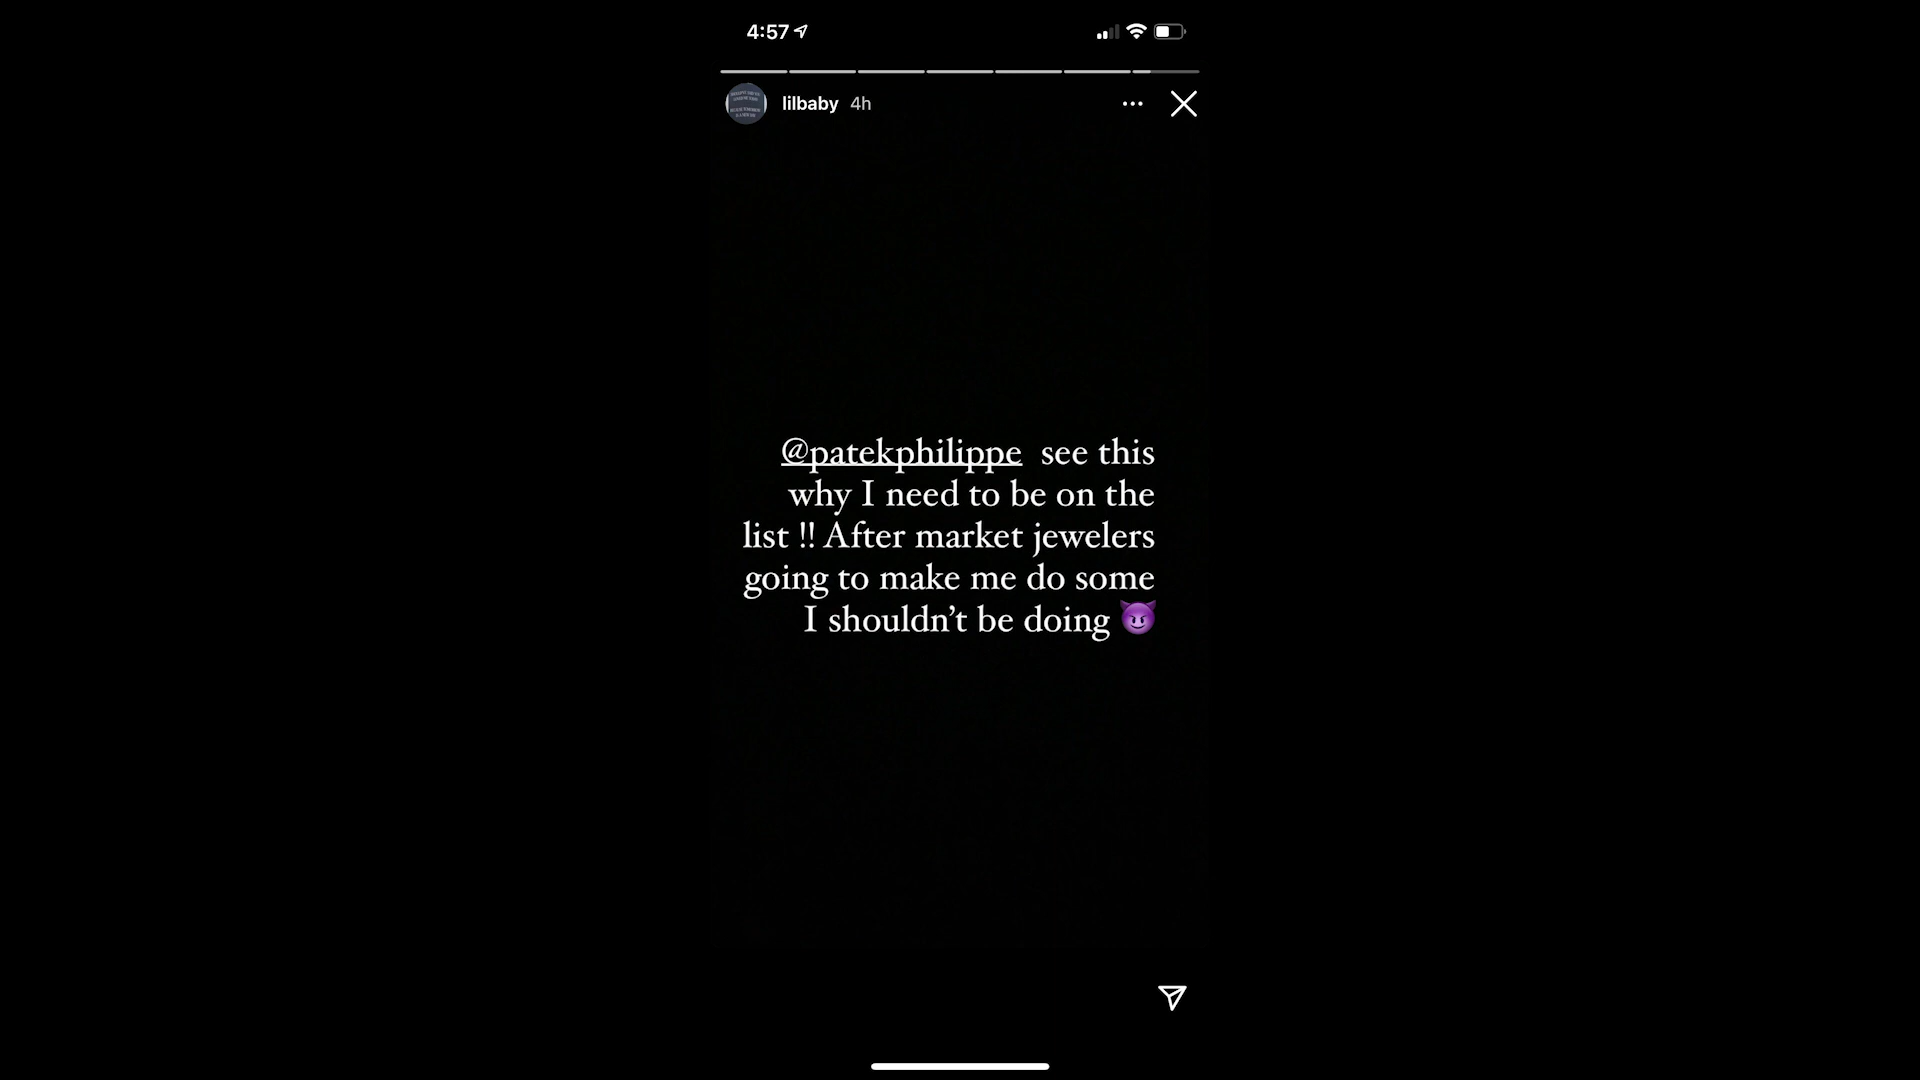 4:57
lilbaby 4h
@patekphilippe see this
why I need to be on the
list !! After market jewelers
going to make me do some
I shouldn't be doing 😈